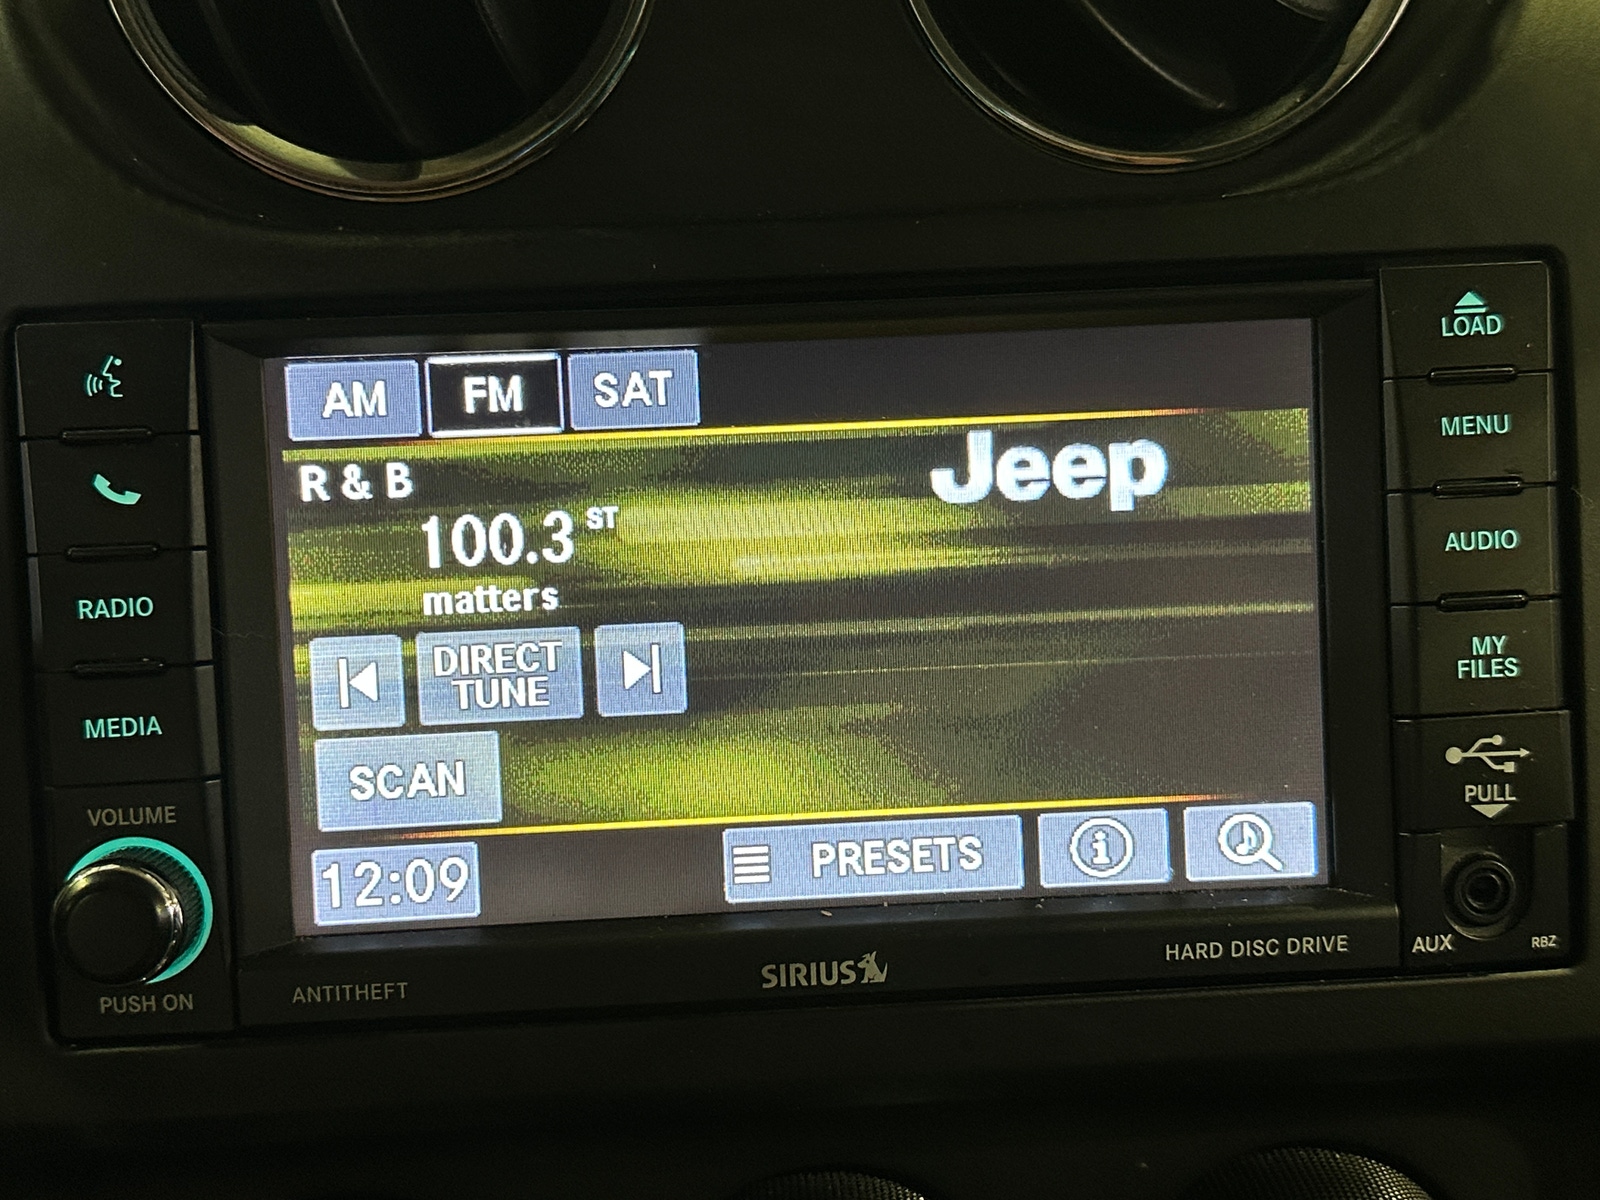 AM FM SAT
R & B
Jeep
100.3 ST
matters
DIRECT
TUNE
SCAN
12:09
PRESETS
RADIO
MEDIA
VOLUME
PUSH ON
LOAD
MENU
AUDIO
MY
FILES
PULL
AUX
RBZ
ANTITHEFT
SIRIUS
HARD DISC DRIVE